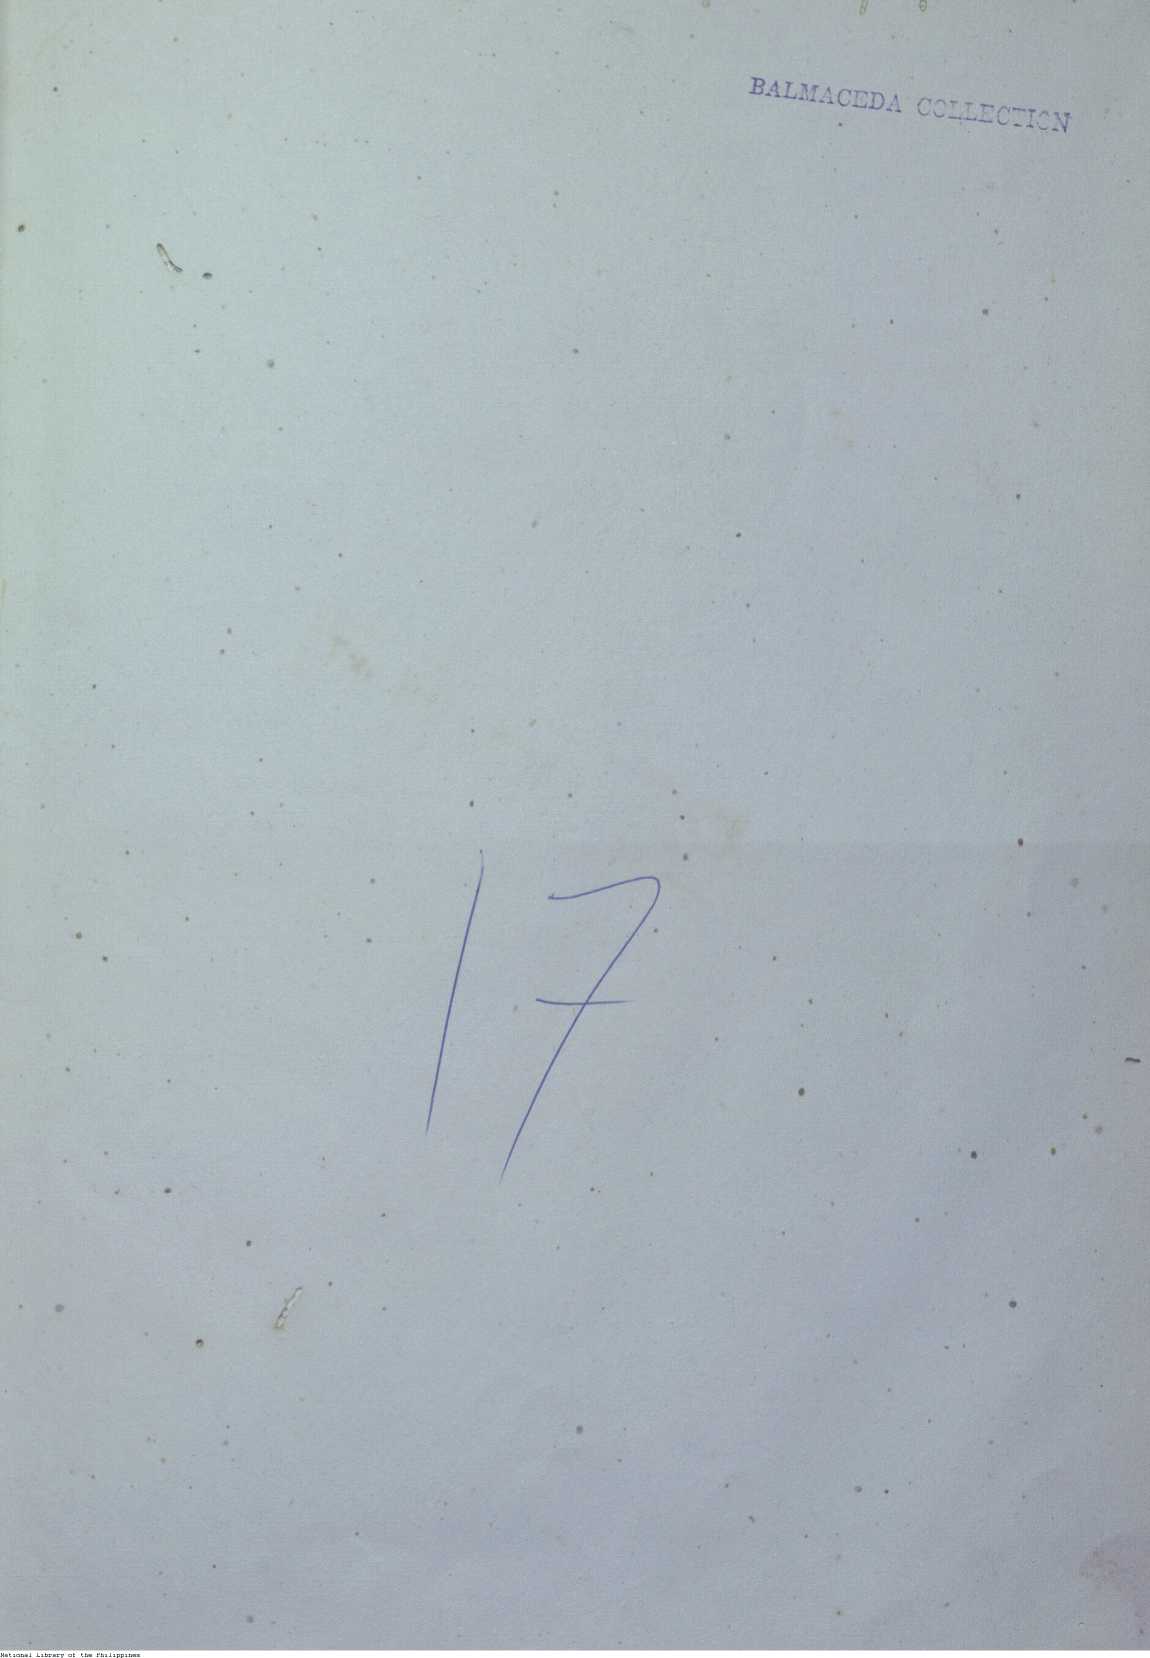 BALMACEDA COLLECTION
17
National Library of the Philippines